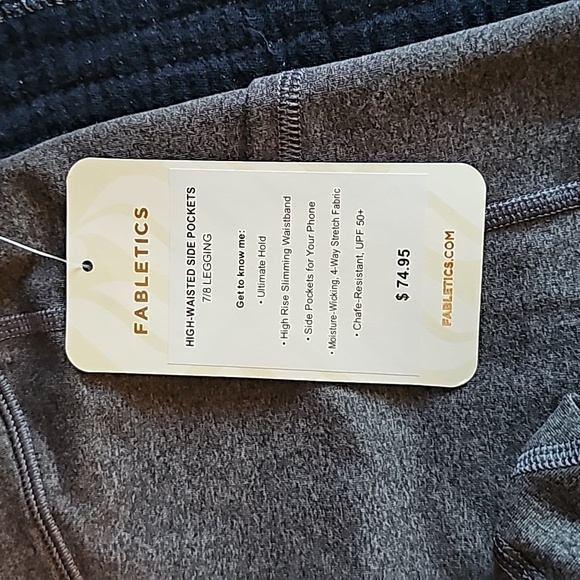 FABLETICS
HIGH-WAISTED SIDE POCKETS
7/8 LEGGING
Get to know me:
• Ultimate Hold
• High Rise Slimming Waistband
• Side Pockets for Your Phone
• Moisture-Wicking, 4-Way Stretch Fabric
• Chafe-Resistant, UPF 50+
$ 74.95
FABLETICS.COM